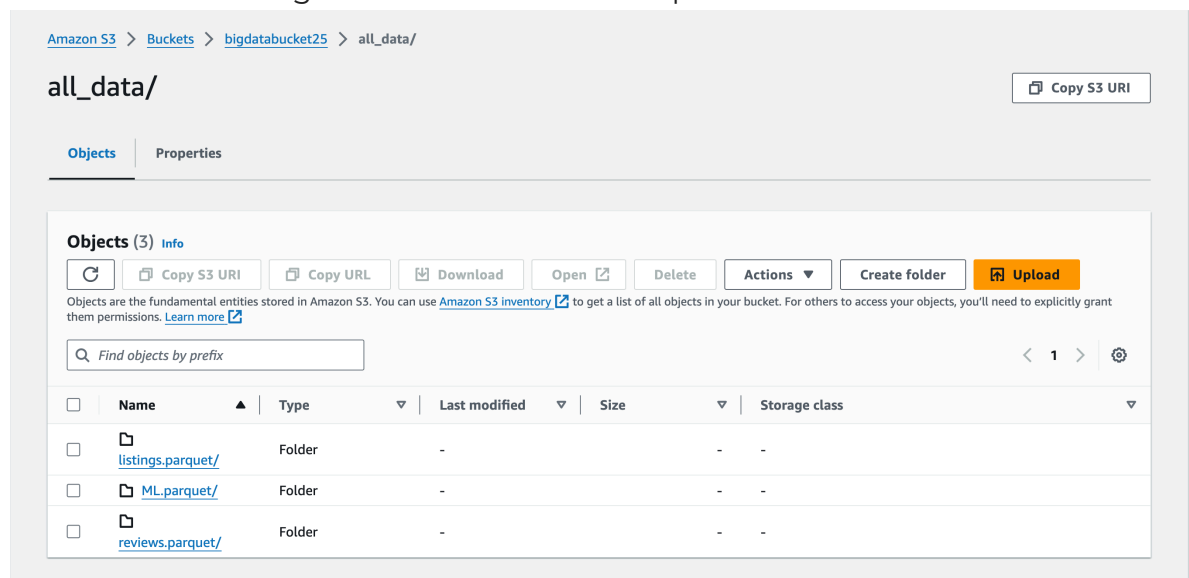 Amazon S3 > Buckets > bigdatabucket25 > all_data/
all_data/
Copy S3 URI
Objects
Properties
Objects (3) Info
Copy S3 URI
Copy URL
Download
Open
Delete
Actions
Create folder
Upload
Objects are the fundamental entities stored in Amazon S3. You can use Amazon S3 inventory to get a list of all objects in your bucket. For others to access your objects, you'll need to explicitly grant
them permissions. Learn more
Find objects by prefix
< 1 >
Name Type Last modified Size Storage class
listings.parquet/ Folder - - -
ML.parquet/ Folder - - -
reviews.parquet/ Folder - - -